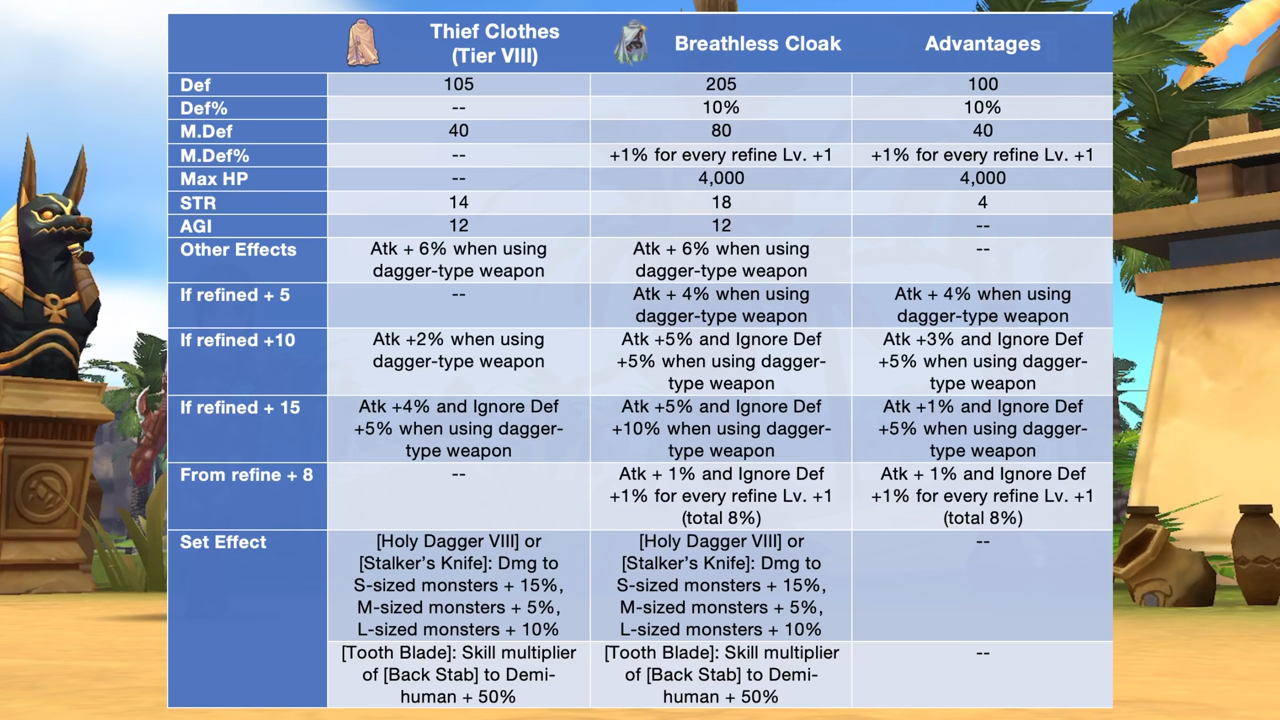 Thief Clothes
(Tier VIII)
Breathless Cloak
Advantages
Def
105
205
100
Def%
--
10%
10%
M.Def
40
80
40
M.Def%
--
+1% for every refine Lv. +1
+1% for every refine Lv. +1
Max HP
--
4,000
4,000
STR
14
18
4
AGI
12
12
--
Other Effects
Atk + 6% when using
dagger-type weapon
Atk + 6% when using
dagger-type weapon
--
If refined + 5
--
Atk + 4% when using
dagger-type weapon
Atk + 4% when using
dagger-type weapon
If refined +10
Atk +2% when using
dagger-type weapon
Atk +5% and Ignore Def
+5% when using dagger-
type weapon
Atk +3% and Ignore Def
+5% when using dagger-
type weapon
If refined + 15
Atk +4% and Ignore Def
+5% when using dagger-
type weapon
Atk +5% and Ignore Def
+10% when using dagger-
type weapon
Atk +1% and Ignore Def
+5% when using dagger-
type weapon
From refine + 8
--
Atk + 1% and Ignore Def
+1% for every refine Lv. +1
(total 8%)
Atk + 1% and Ignore Def
+1% for every refine Lv. +1
(total 8%)
Set Effect
[Holy Dagger VIII] or
[Stalker's Knife]: Dmg to
S-sized monsters + 15%,
M-sized monsters + 5%,
L-sized monsters + 10%
[Holy Dagger VIII] or
[Stalker's Knife]: Dmg to
S-sized monsters + 15%,
M-sized monsters + 5%,
L-sized monsters + 10%
--
[Tooth Blade]: Skill multiplier
of [Back Stab] to Demi-
human + 50%
[Tooth Blade]: Skill multiplier
of [Back Stab] to Demi-
human + 50%
--